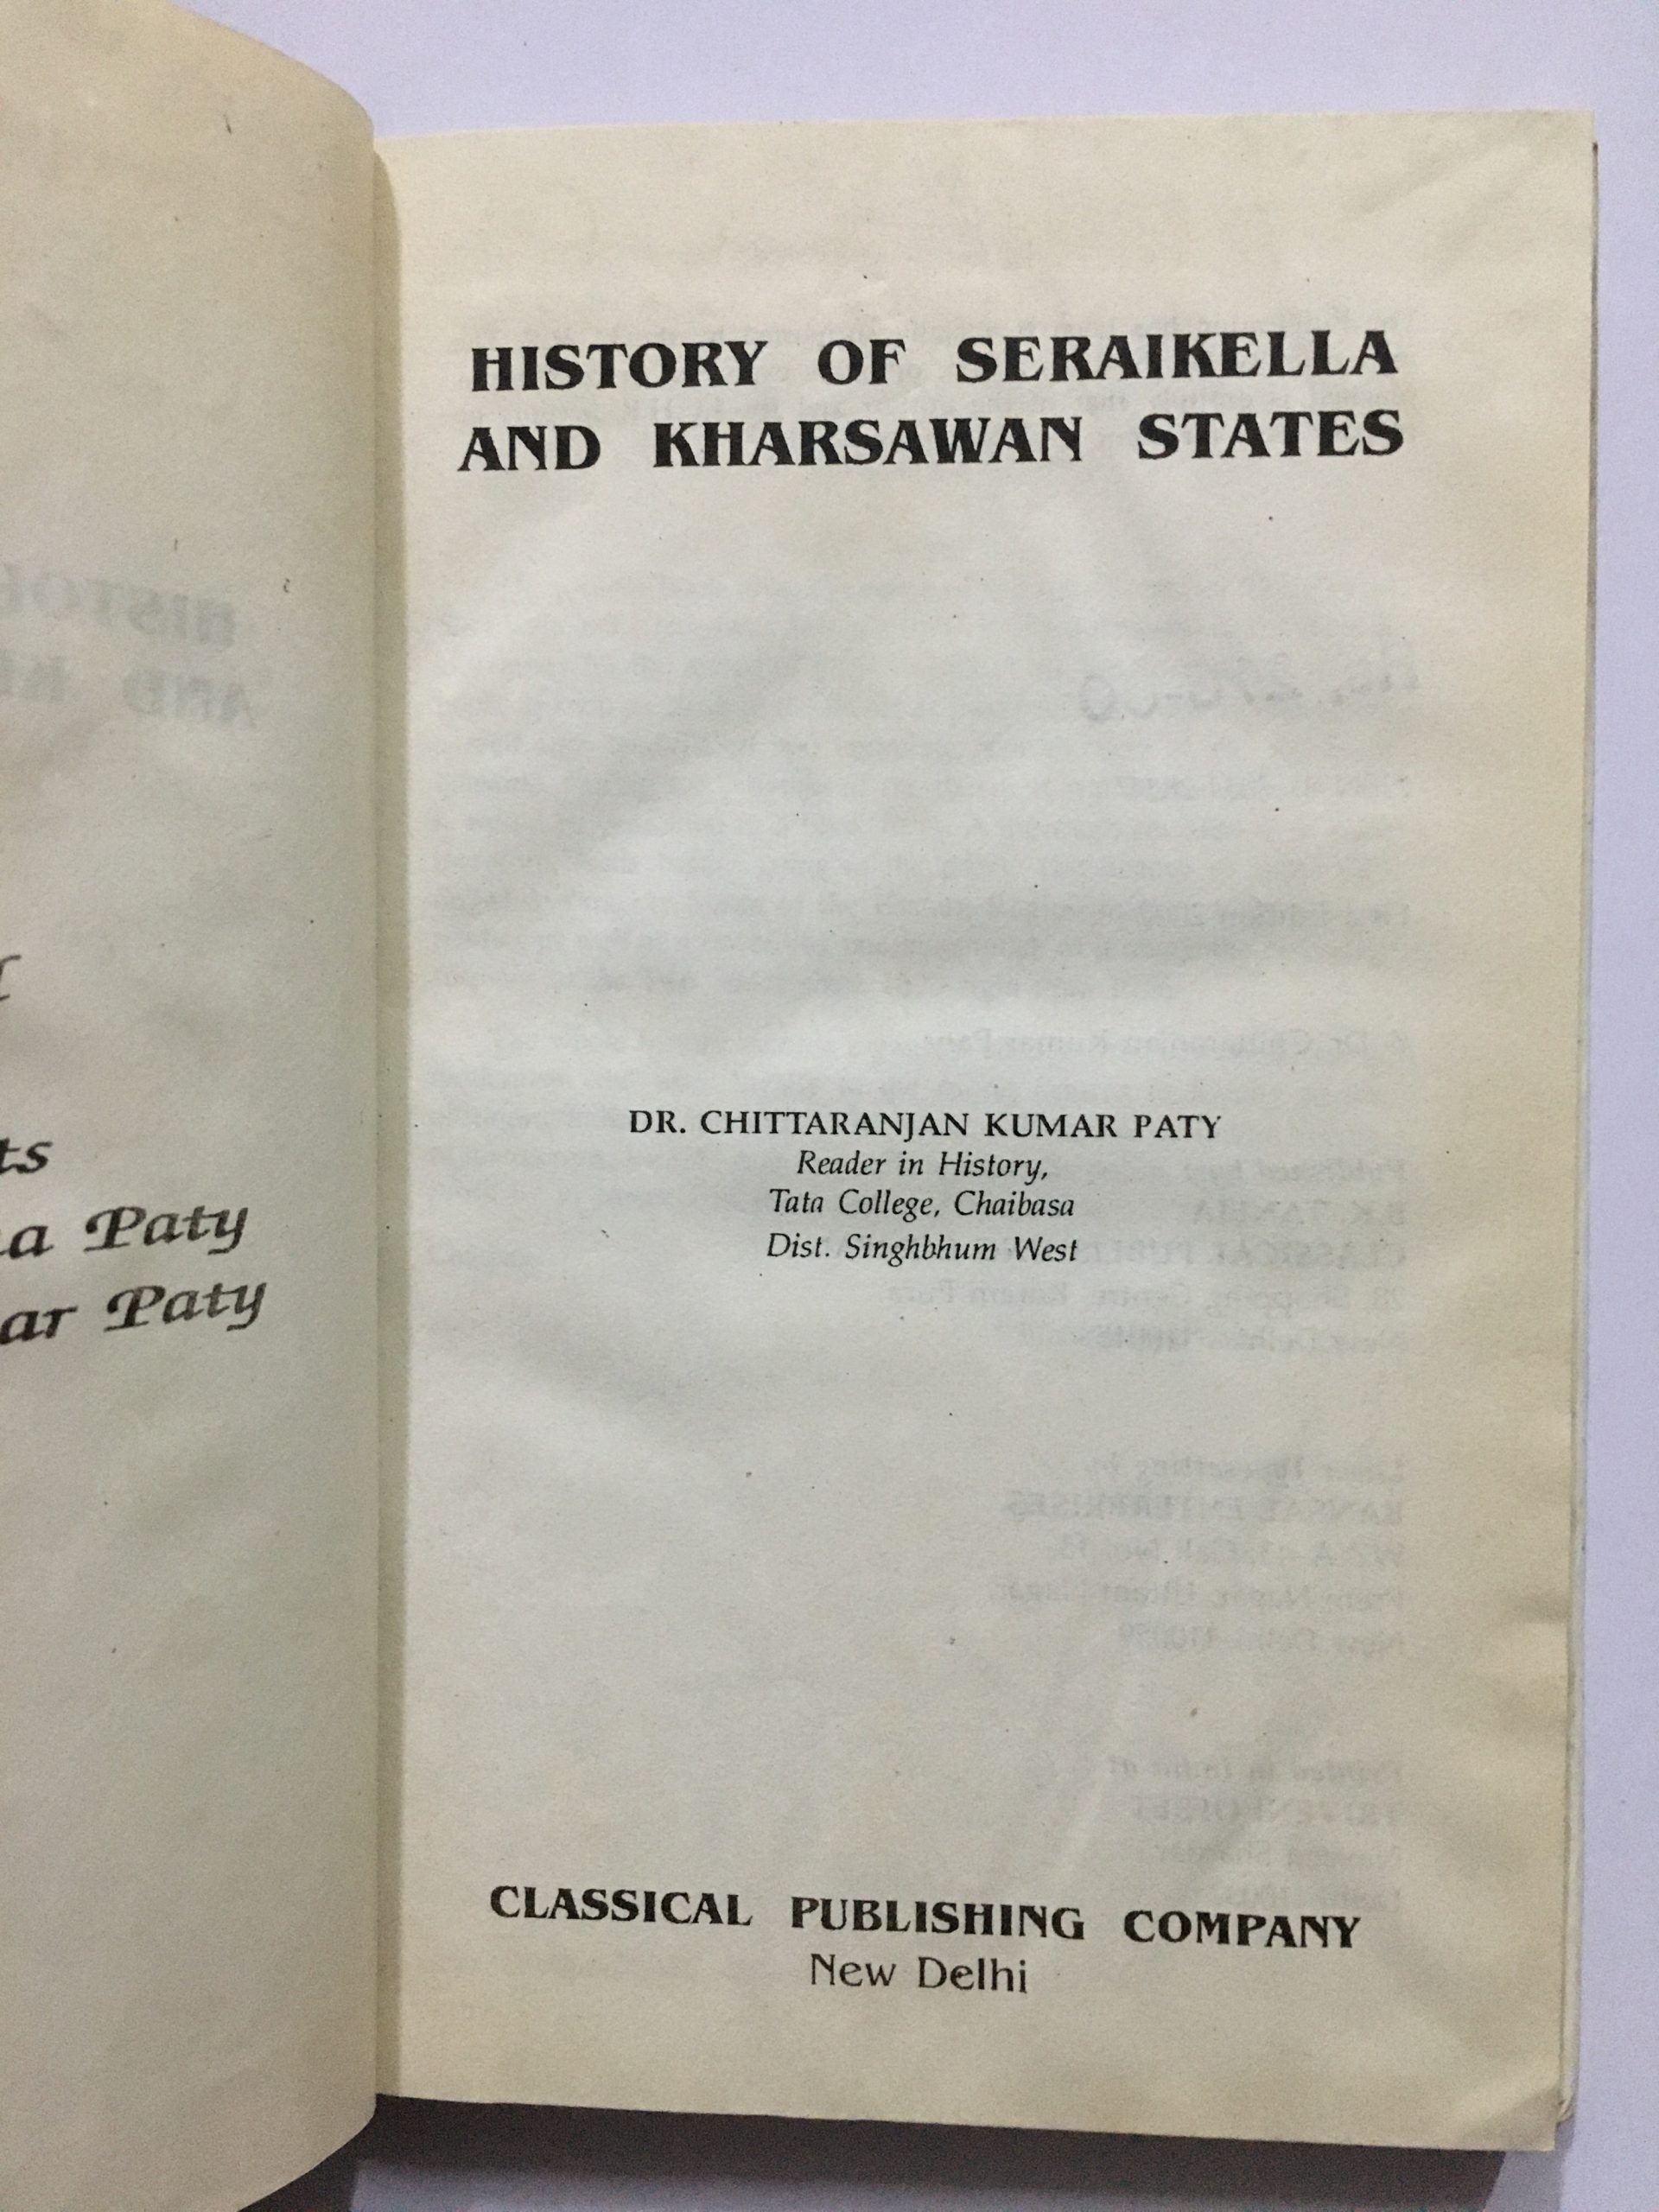 ts
a Paty
ar Paty
HISTORY OF SERAIKELLA
AND KHARSAWAN STATES
DR. CHITTARANJAN KUMAR PATY
Reader in History,
Tata College, Chaibasa
Dist. Singhbhum West
CLASSICAL PUBLISHING COMPANY
New Delhi